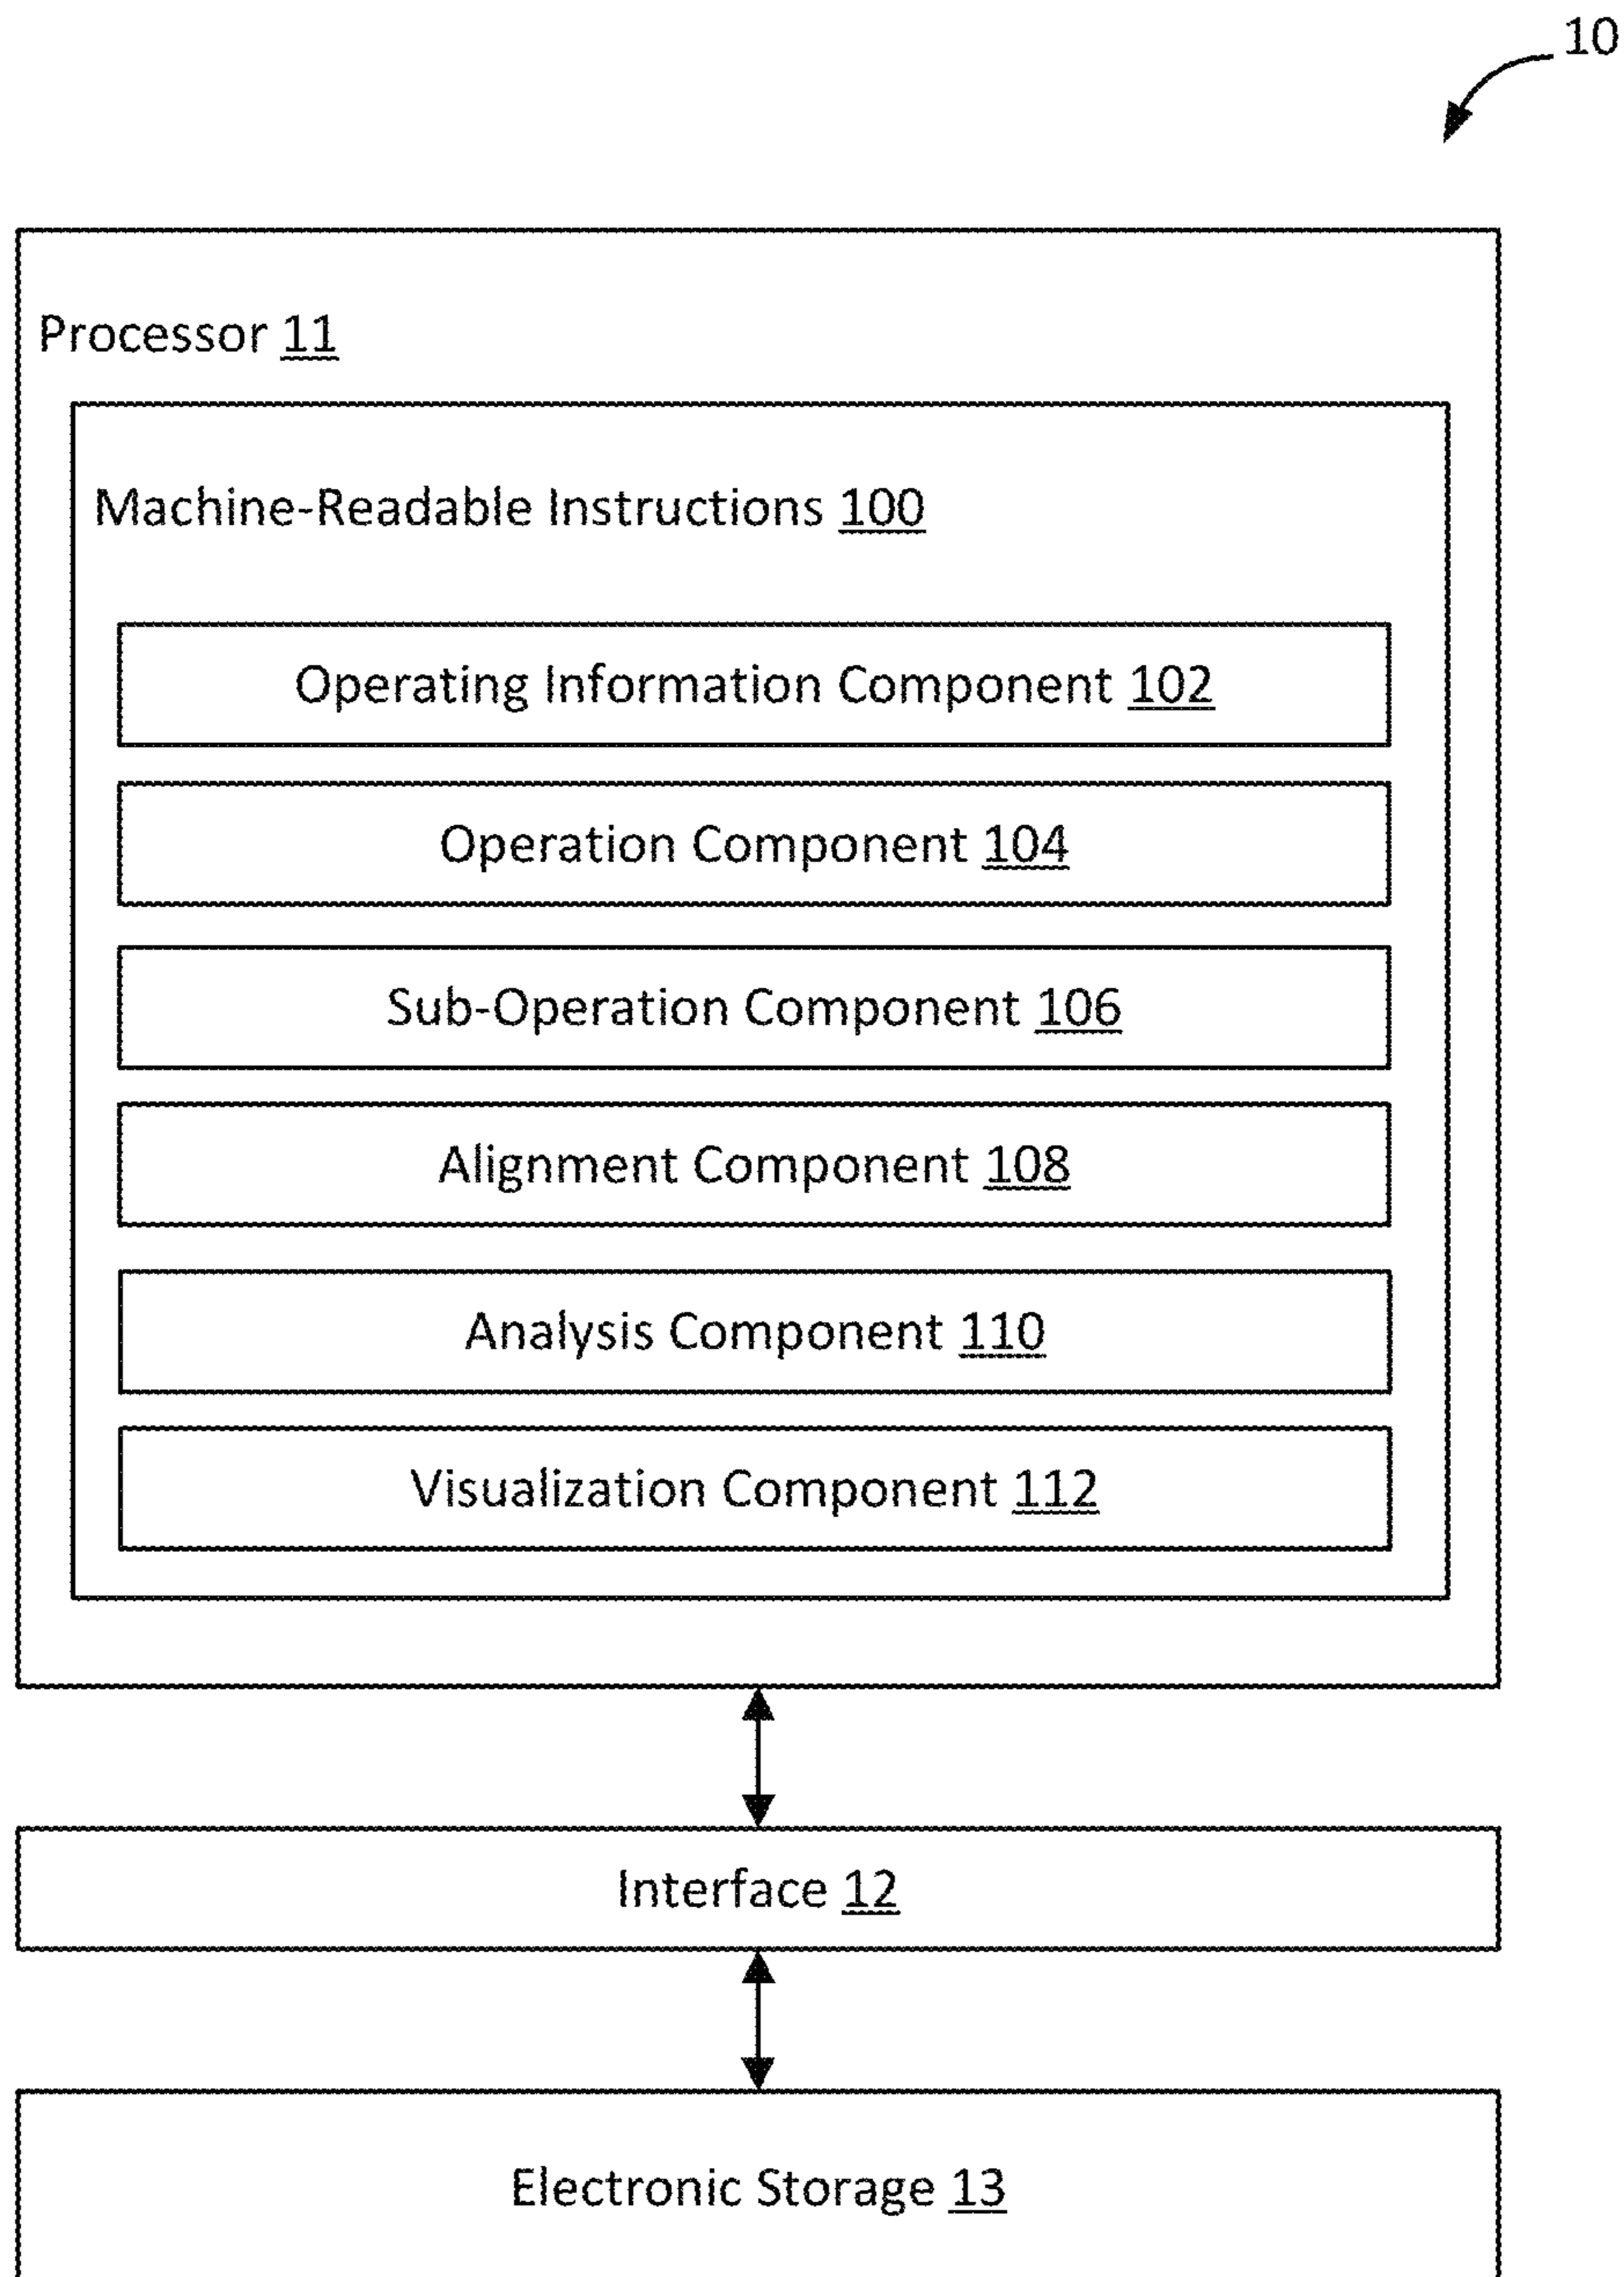 10
Processor 11
Machine-Readable Instructions 100
Operating Information Component 102
Operation Component 104
Sub-Operation Component 106
Alignment Component 108
Analysis Component 110
Visualization Component 112
Interface 12
Electronic Storage 13